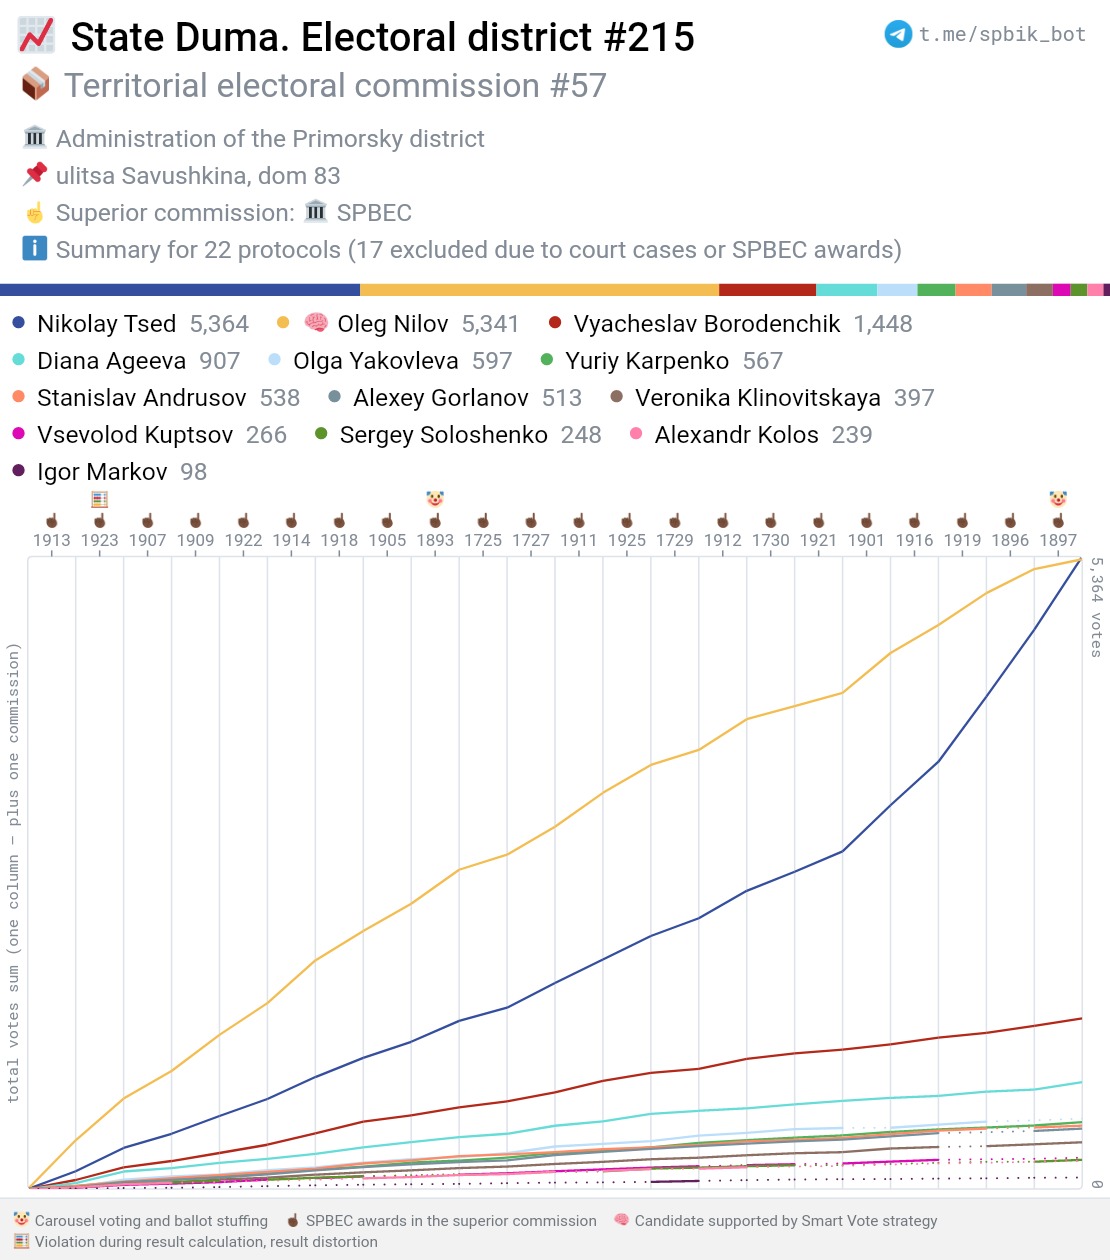 State Duma. Electoral district #215
t.me/spbik_bot
Territorial electoral commission #57
Administration of the Primorsky district
ulitsa Savushkina, dom 83
Superior commission: SPBEC
Summary for 22 protocols (17 excluded due to court cases or SPBEC awards)
Nikolay Tsed 5,364 Oleg Nilov 5,341 Vyacheslav Borodenchik 1,448
Diana Ageeva 907 Olga Yakovleva 597 Yuriy Karpenko 567
Stanislav Andrusov 538 Alexey Gorlanov 513 Veronika Klinovitskaya 397
Vsevolod Kuptsov 266 Sergey Soloshenko 248 Alexandr Kolos 239
Igor Markov 98
1913 1923 1907 1909 1922 1914 1918 1905 1893 1725 1727 1911 1925 1729 1912 1730 1921 1901 1916 1919 1896 1897
5,364 votes
total votes sum (one column – plus one commission)
0
Carousel voting and ballot stuffing SPBEC awards in the superior commission Candidate supported by Smart Vote strategy
Violation during result calculation, result distortion